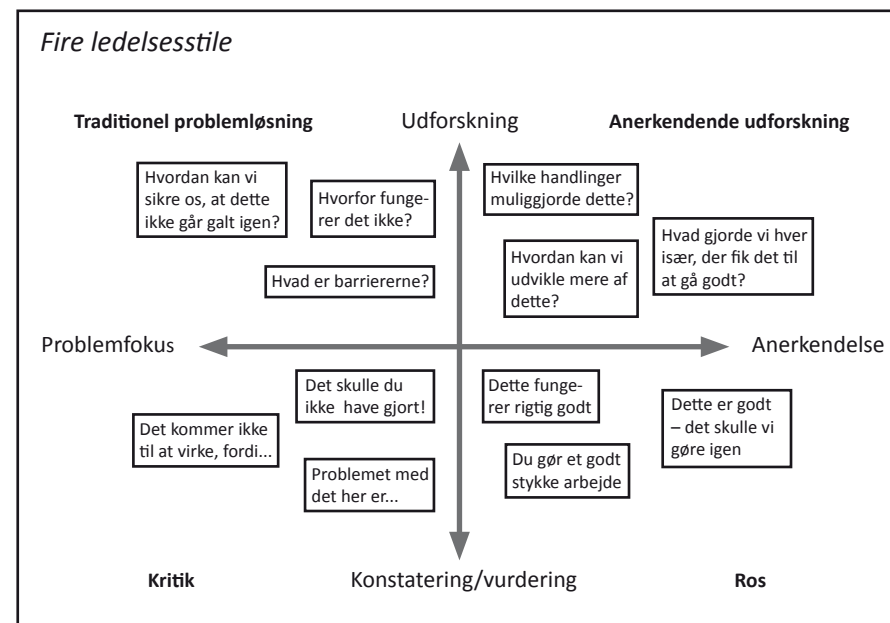 Fire ledelsesstile
Traditionel problemløsning
Udforskning
Anerkendende udforskning
Hvordan kan vi
sikre os, at dette
ikke går galt igen?
Hvorfor funge-
rer det ikke?
Hvad er barriererne?
Hvilke handlinger
muliggjorde dette?
Hvordan kan vi
udvikle mere af
dette?
Hvad gjorde vi hver
især, der fik det til
at gå godt?
Problemfokus
Anerkendelse
Det skulle du
ikke have gjort!
Det kommer ikke
til at virke, fordi...
Problemet med
det her er...
Dette funge-
rer rigtig godt
Du gør et godt
stykke arbejde
Dette er godt
– det skulle vi
gøre igen
Kritik
Konstatering/vurdering
Ros